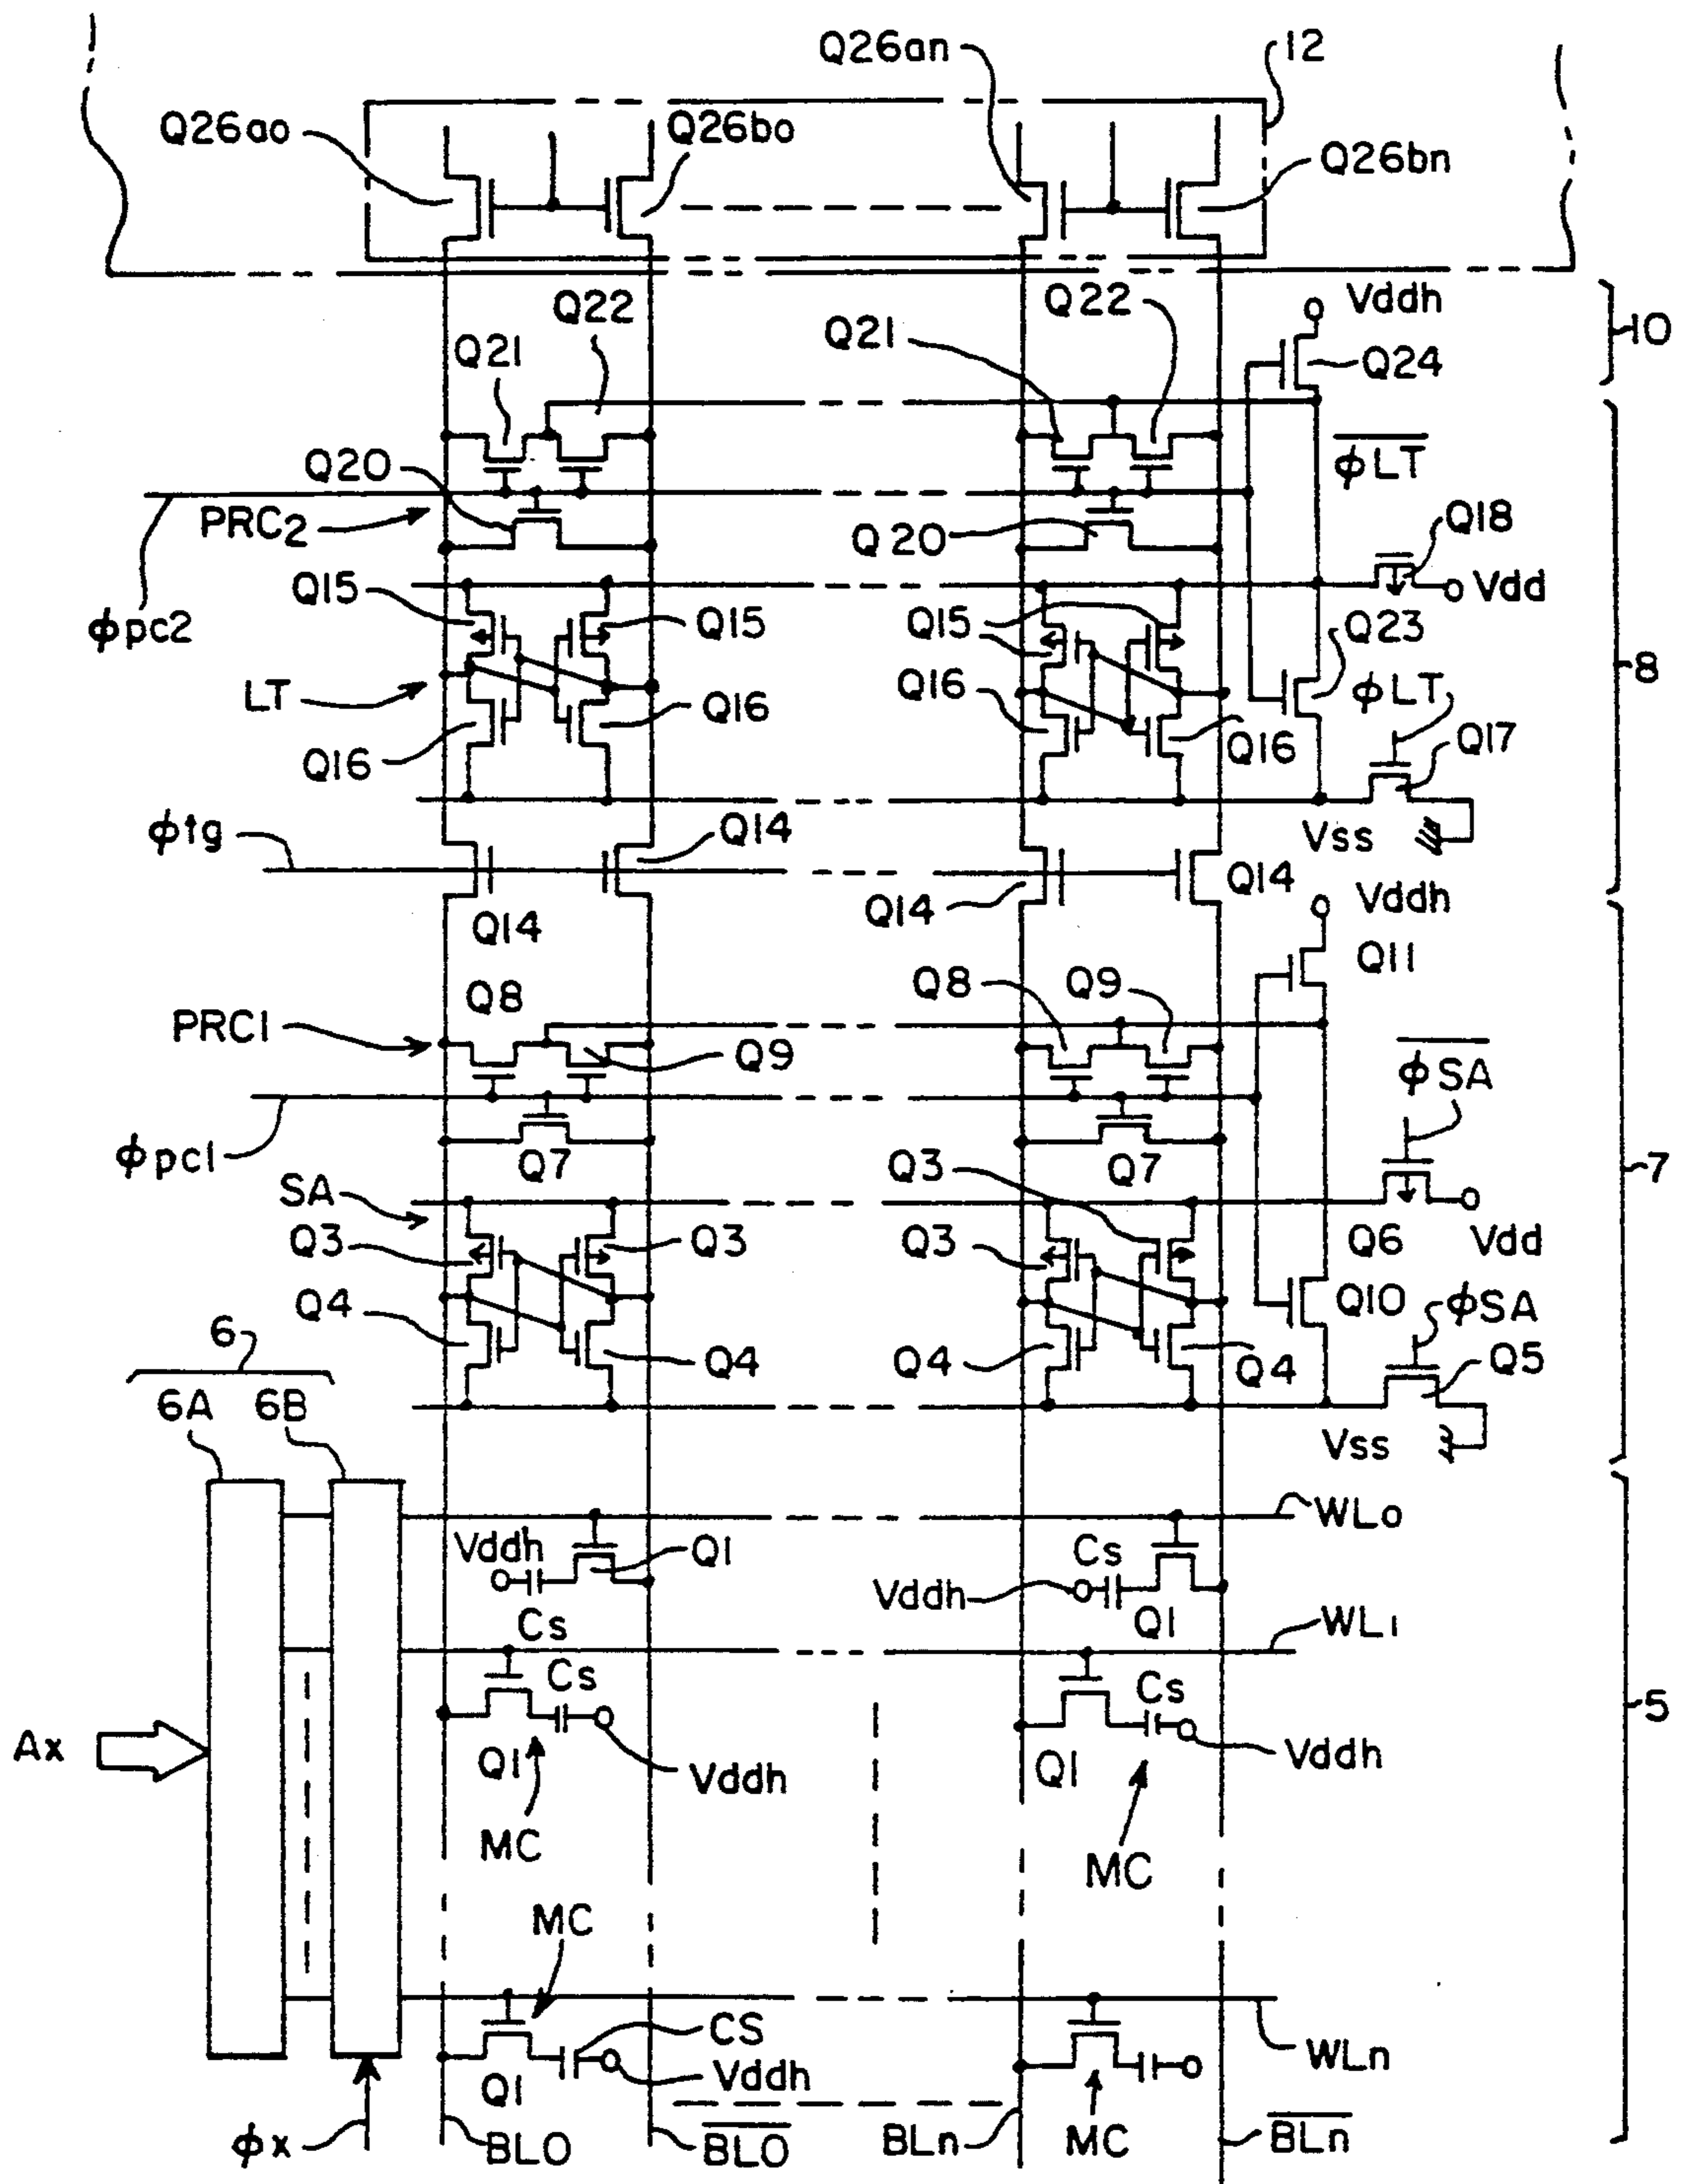 Q26an
12
Q26ao
Q26bo
Q26bn
Q22
Q22
Vddh
10
Q21
Q21
Q24
Q20
φLT
PRC2
Q20
Q18
Q15
Q15
Q15
Vdd
φpc2
Q23
LT
Q16
Q16
φLT
8
Q16
Q16
Q17
φtg
Q14
Vss
Q14
Q14
Q14
Vddh
Q8
Q8
Q9
Q11
PRC1
Q9
φSA
φpc1
Q7
Q3
Q7
7
SA
Q3
Q3
Q3
Q6
Vdd
Q4
Q10
φSA
6
Q4
Q4
Q4
Q5
6A
6B
Vss
WLo
Vddh
Q1
Cs
Vddh
Cs
Q1
WL1
Cs
Cs
5
Ax
Q1
Vddh
Q1
Vddh
MC
MC
MC
CS
WLn
Q1
Vddh
φx
BLO
BLO
BLn
MC
BLn